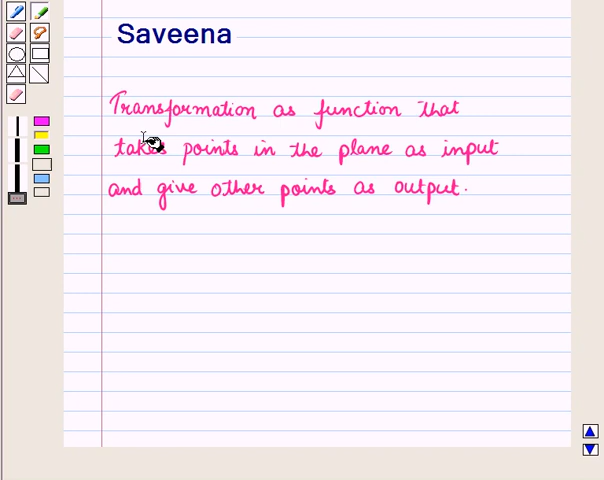 Saveena
Transformation as function that
takes points in the plane as input
and give other points as output.